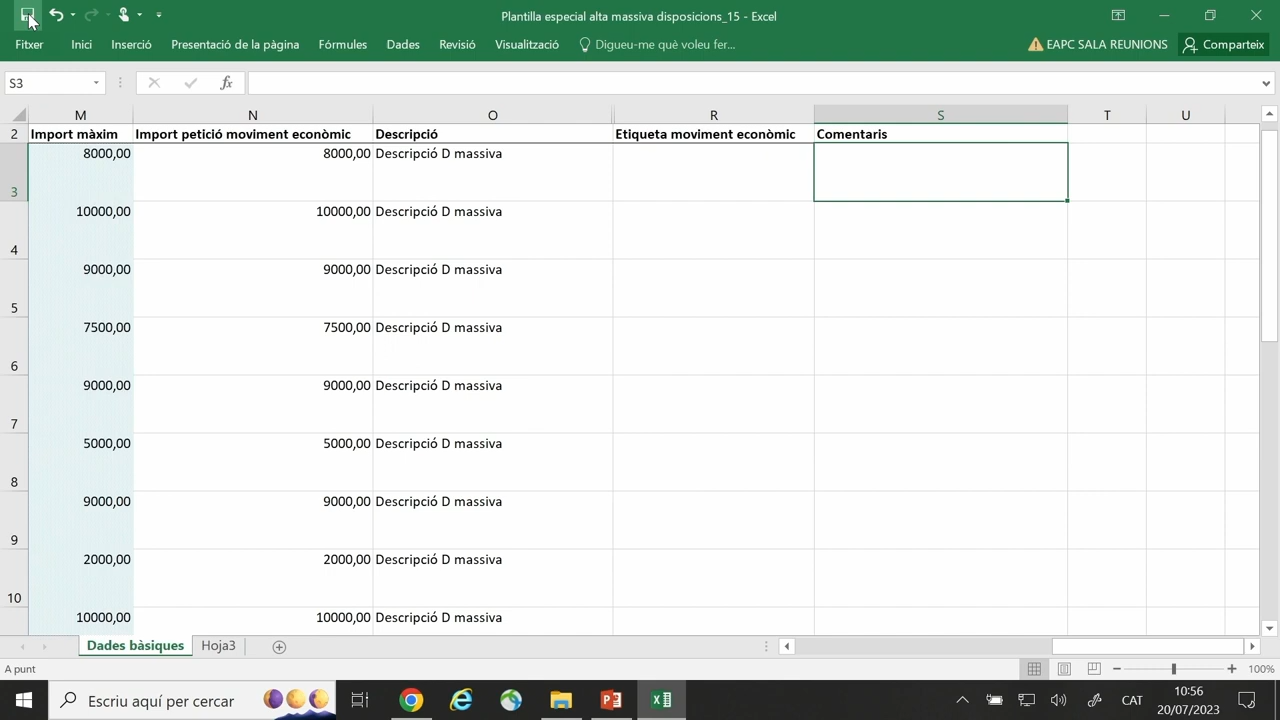 Plantilla especial alta massiva disposicions_15 - Excel
Fitxer Inici Inserció Presentació de la pàgina Fórmules Dades Revisió Visualització Digueu-me què voleu fer... EAPC SALA REUNIONS Comparteix
S3 fx
M N O R S T U
2 Import màxim Import petició moviment econòmic Descripció Etiqueta moviment econòmic Comentaris
3 8000,00 8000,00 Descripció D massiva
4 10000,00 10000,00 Descripció D massiva
5 9000,00 9000,00 Descripció D massiva
6 7500,00 7500,00 Descripció D massiva
7 9000,00 9000,00 Descripció D massiva
8 5000,00 5000,00 Descripció D massiva
9 9000,00 9000,00 Descripció D massiva
10 2000,00 2000,00 Descripció D massiva
10000,00 10000,00 Descripció D massiva
Dades bàsiques Hoja3
A punt 100%
Escriu aquí per cercar CAT 10:56
20/07/2023